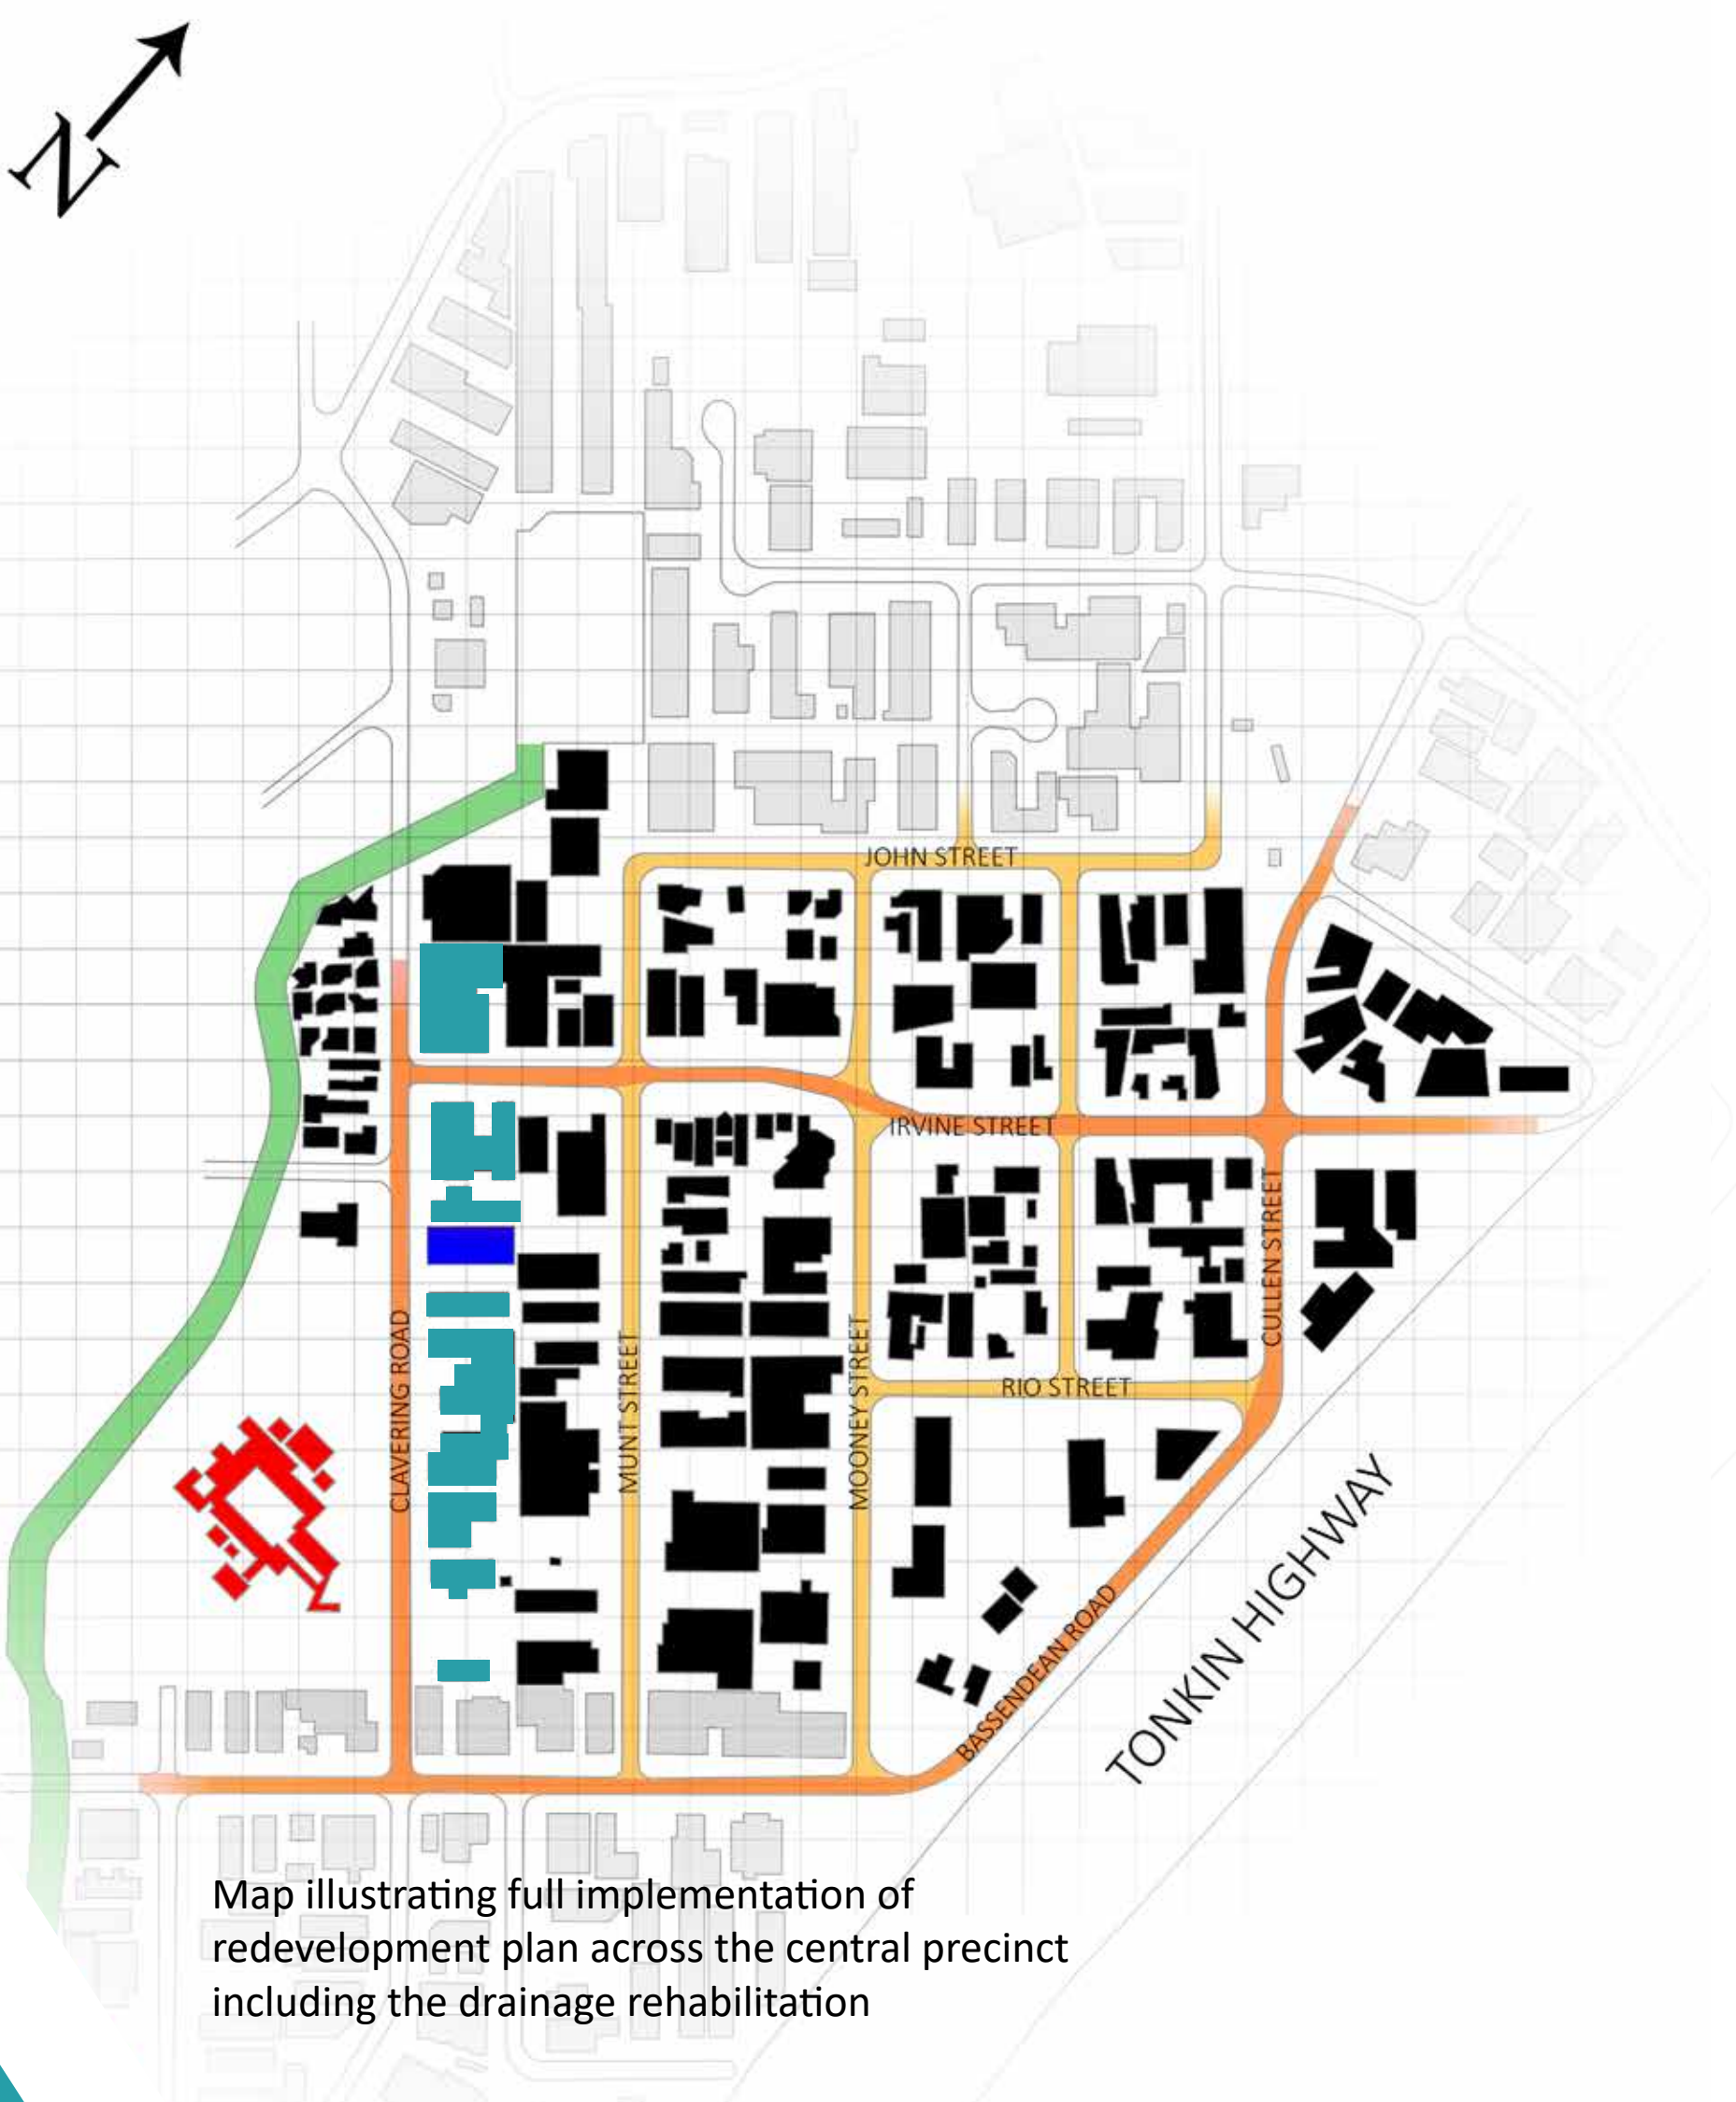 N
JOHN STREET
IRVINE STREET
CULLEN STREET
CLAVERING ROAD
MUNT STREET
MOONEY STREET
RIO STREET
BASSENDEAN ROAD
TONKIN HIGHWAY
Map illustrating full implementation of
redevelopment plan across the central precinct
including the drainage rehabilitation